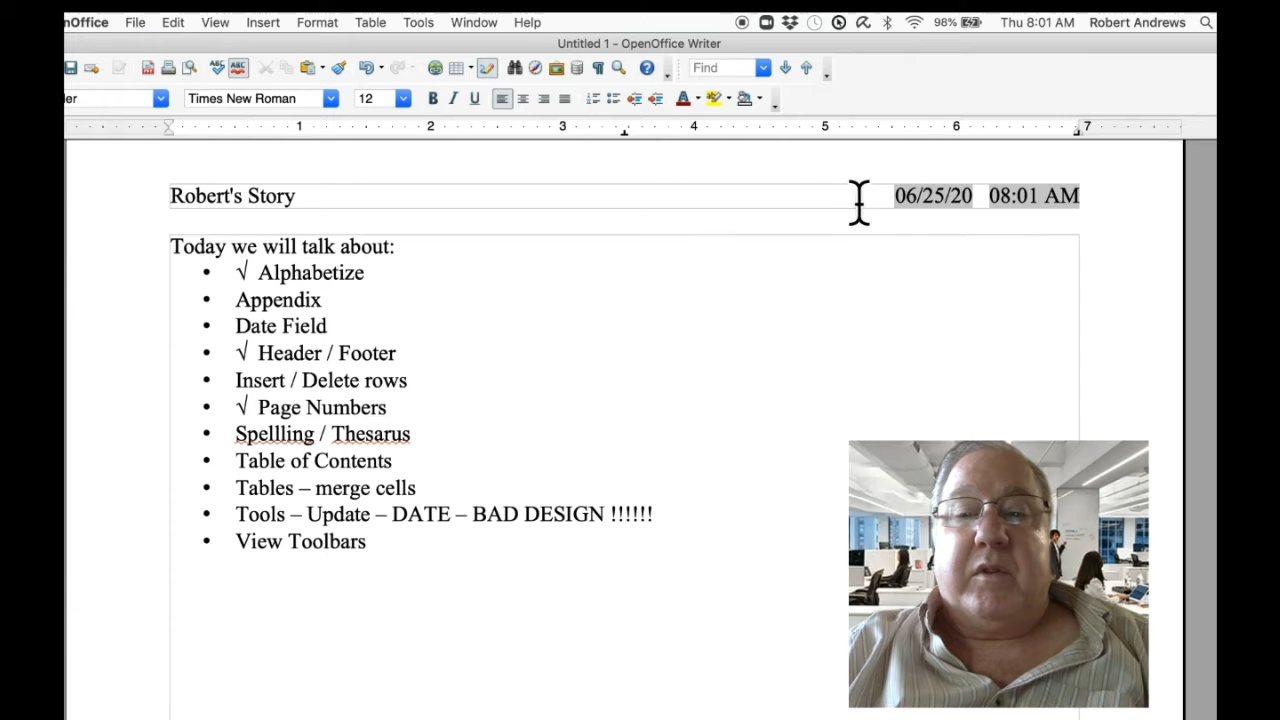 nOffice File Edit View Insert Format Table Tools Window Help 98% Thu 8:01 AM Robert Andrews
Untitled 1 - OpenOffice Writer
ABC ABC Find
der Times New Roman 12 B I U A
1 2 3 4 5 6 7
Robert's Story 06/25/20 08:01 AM
Today we will talk about:
• √ Alphabetize
• Appendix
• Date Field
• √ Header / Footer
• Insert / Delete rows
• √ Page Numbers
• Spellling / Thesarus
• Table of Contents
• Tables – merge cells
• Tools – Update – DATE – BAD DESIGN !!!!!!
• View Toolbars